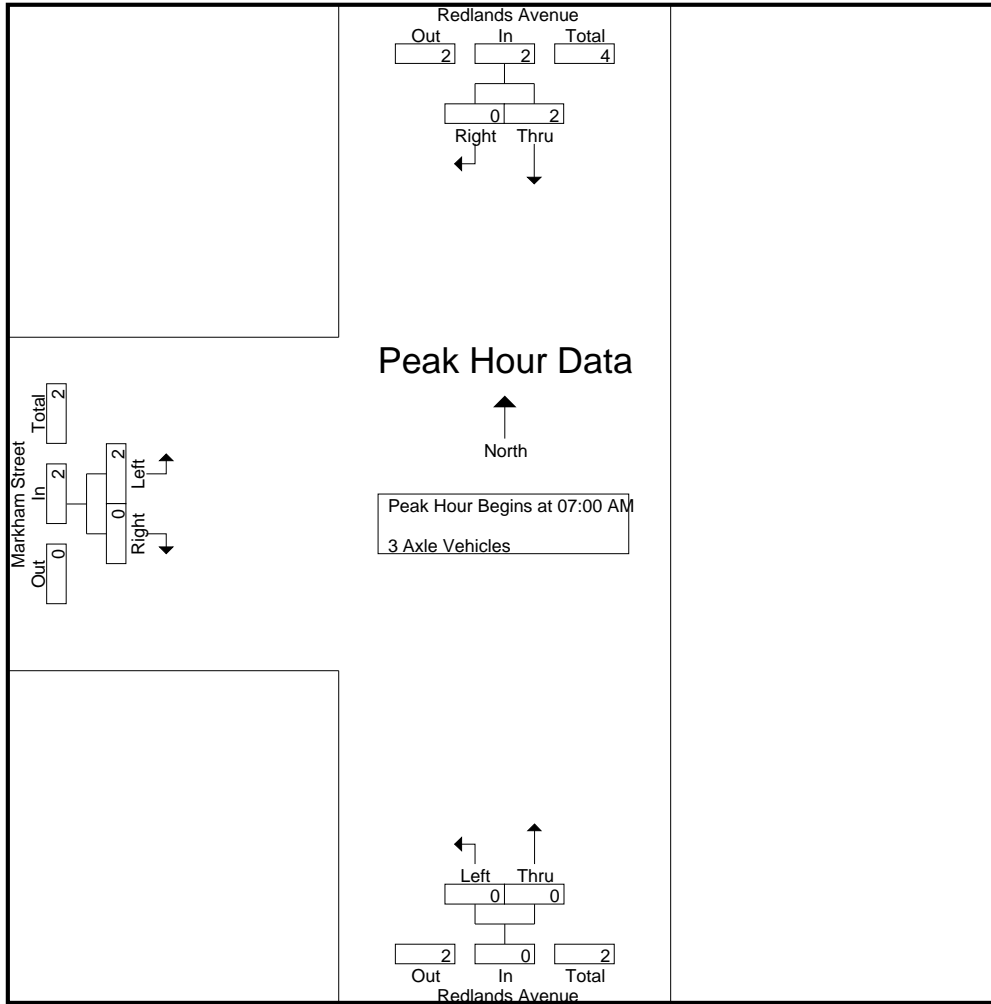 Redlands Avenue
Out In Total
2 2 4
0 2
Right Thru
Peak Hour Data
North
Peak Hour Begins at 07:00 AM
3 Axle Vehicles
Markham Street
Out In Total
0 2 2
Right Left
0 2
Left Thru
0 0
2 0 2
Out In Total
Redlands Avenue